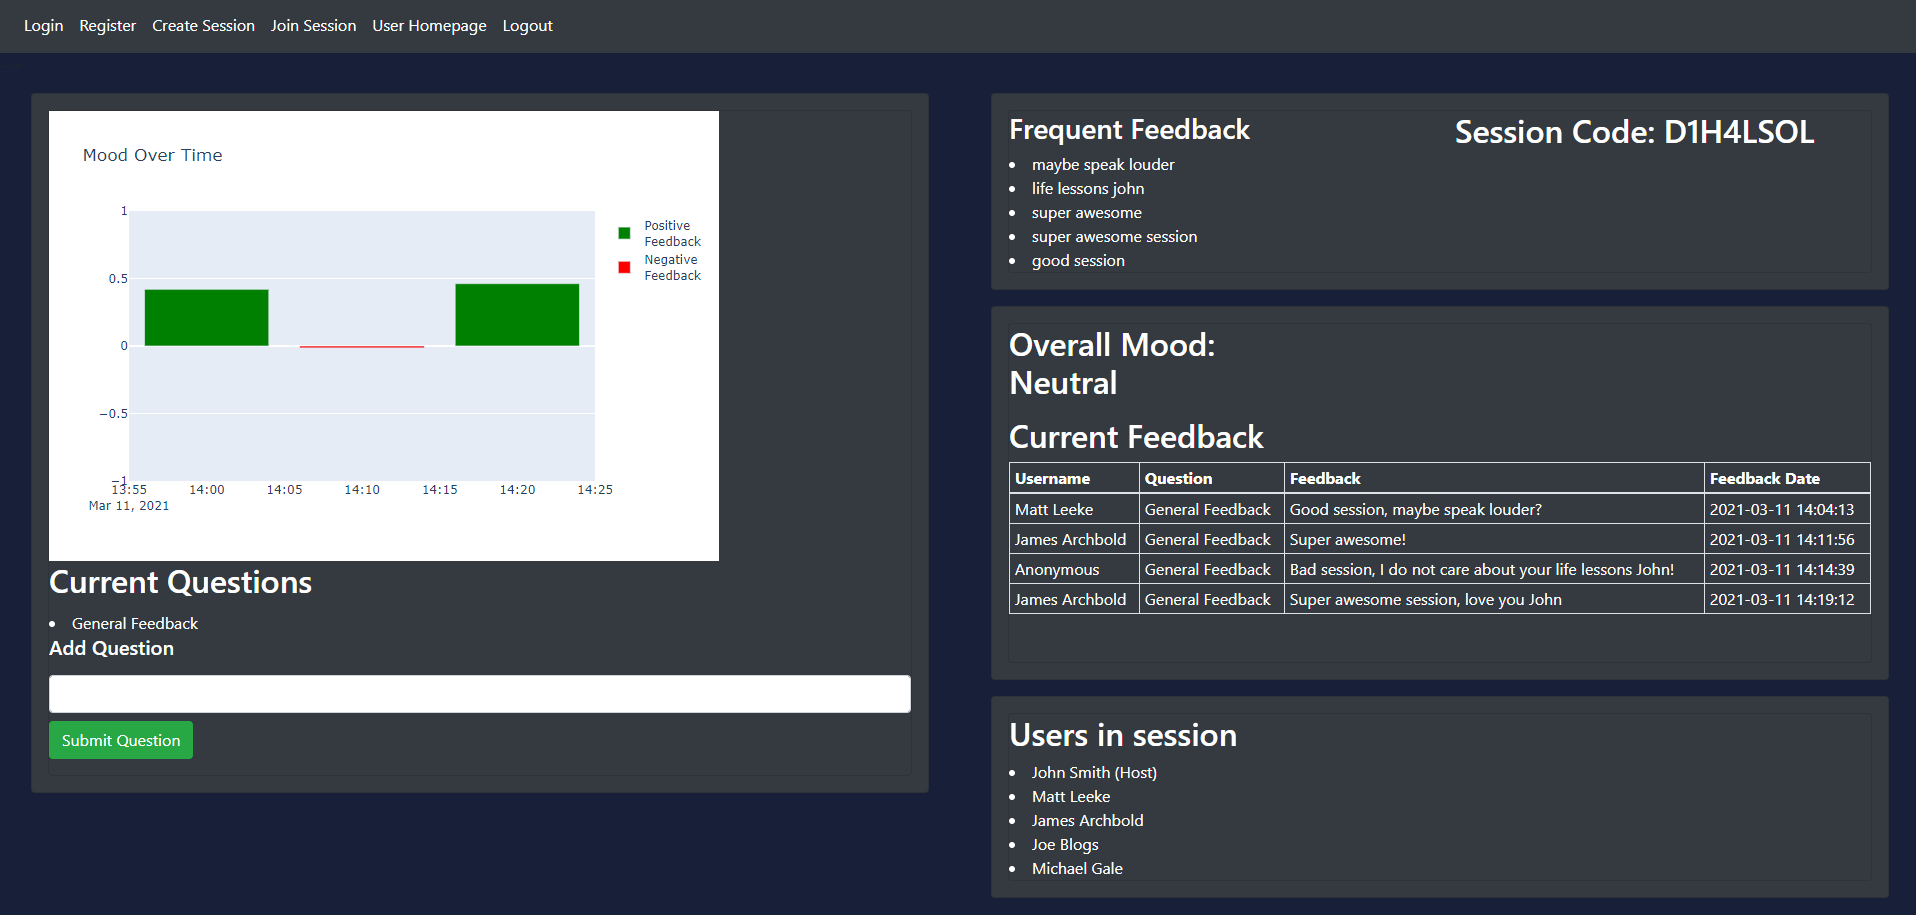 Login Register Create Session Join Session User Homepage Logout
Mood Over Time
1
0.5
0
−0.5
−1
13:55 14:00 14:05 14:10 14:15 14:20 14:25
Mar 11, 2021
Positive
Feedback
Negative
Feedback
Current Questions
General Feedback
Add Question
Submit Question
Frequent Feedback
Session Code: D1H4LSOL
maybe speak louder
life lessons john
super awesome
super awesome session
good session
Overall Mood:
Neutral
Current Feedback
Username Question Feedback Feedback Date
Matt Leeke General Feedback Good session, maybe speak louder? 2021-03-11 14:04:13
James Archbold General Feedback Super awesome! 2021-03-11 14:11:56
Anonymous General Feedback Bad session, I do not care about your life lessons John! 2021-03-11 14:14:39
James Archbold General Feedback Super awesome session, love you John 2021-03-11 14:19:12
Users in session
John Smith (Host)
Matt Leeke
James Archbold
Joe Blogs
Michael Gale